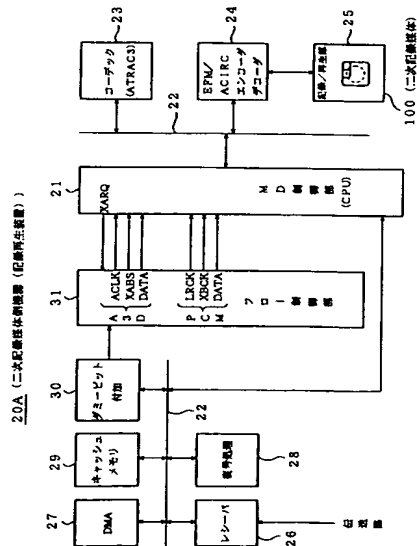 20A (二次記録媒体側機器(記録再生装置))
23
コーデック
(ATRAC3)
24
EFM/
ACIRC
エンコーダ
デコーダ
25
記録/再生部
100 (二次記録媒体)
22
21
XARQ
MD制御部
(CPU)
31
A3D
ACLK
XABS
DATA
PCM
LRCK
XBCK
DATA
フロー制御部
30
ダミービット
付加
22
29
キャッシュ
メモリ
28
復号処理
27
DMA
26
レシーバ
伝送路